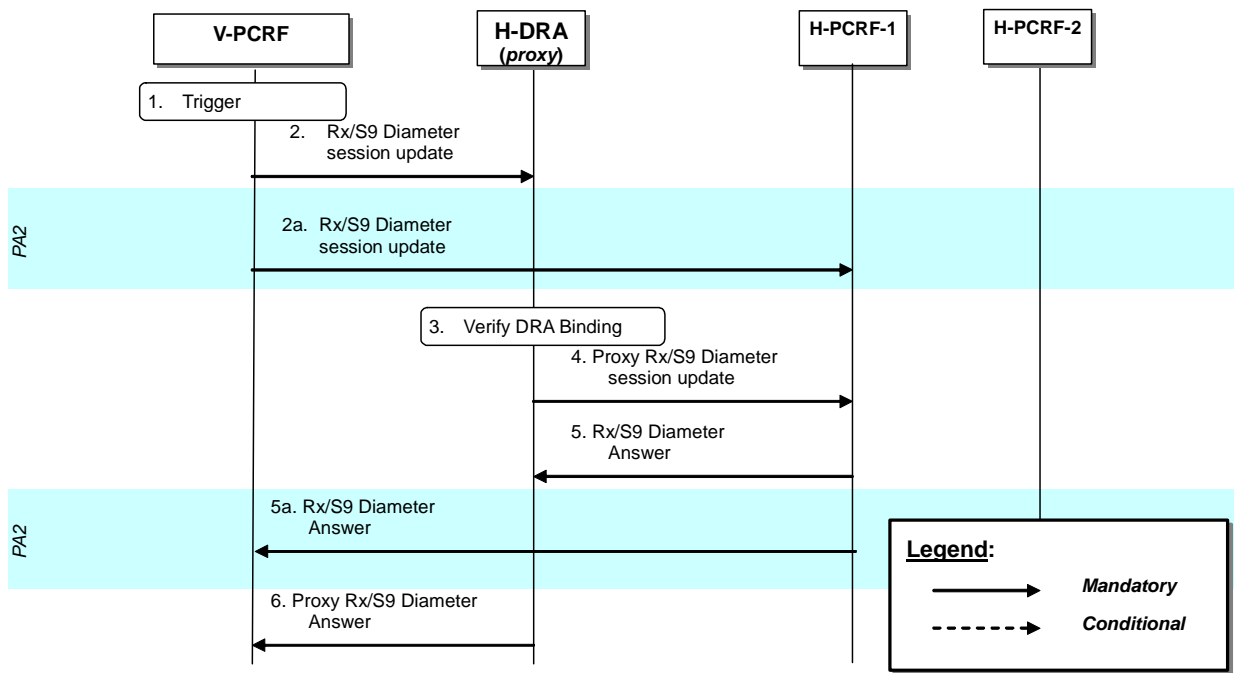 V-PCRF
H-DRA
(proxy)
H-PCRF-1
H-PCRF-2
1. Trigger
2. Rx/S9 Diameter
session update
PA2
2a. Rx/S9 Diameter
session update
3. Verify DRA Binding
4. Proxy Rx/S9 Diameter
session update
5. Rx/S9 Diameter
Answer
PA2
5a. Rx/S9 Diameter
Answer
6. Proxy Rx/S9 Diameter
Answer
Legend:
Mandatory
Conditional